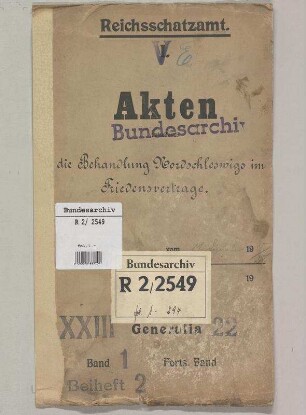 Reichsschatzamt.
V. E
Akten
Bundesarchiv
die Behandlung Nordschleswigs im
Friedensvertrage.
Bundesarchiv
R 2/ 2549
vom 19
19
Bundesarchiv
R 2/2549
XXIII Generalia 22
Band 1 Forts. Band
Beiheft 2